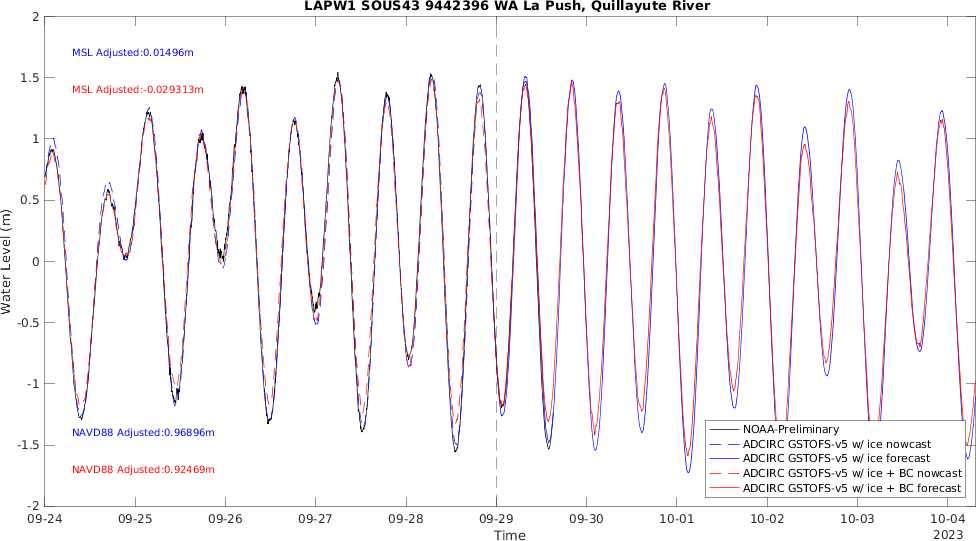 LAPW1 SOUS43 9442396 WA La Push, Quillayute River
2
1.5
1
0.5
0
-0.5
-1
-1.5
-2
Water Level (m)
MSL Adjusted:0.01496m
MSL Adjusted:-0.029313m
NAVD88 Adjusted:0.96896m
NAVD88 Adjusted:0.92469m
NOAA-Preliminary
ADCIRC GSTOFS-v5 w/ ice nowcast
ADCIRC GSTOFS-v5 w/ ice forecast
ADCIRC GSTOFS-v5 w/ ice + BC nowcast
ADCIRC GSTOFS-v5 w/ ice + BC forecast
09-24 09-25 09-26 09-27 09-28 09-29 09-30 10-01 10-02 10-03 10-04
Time
2023